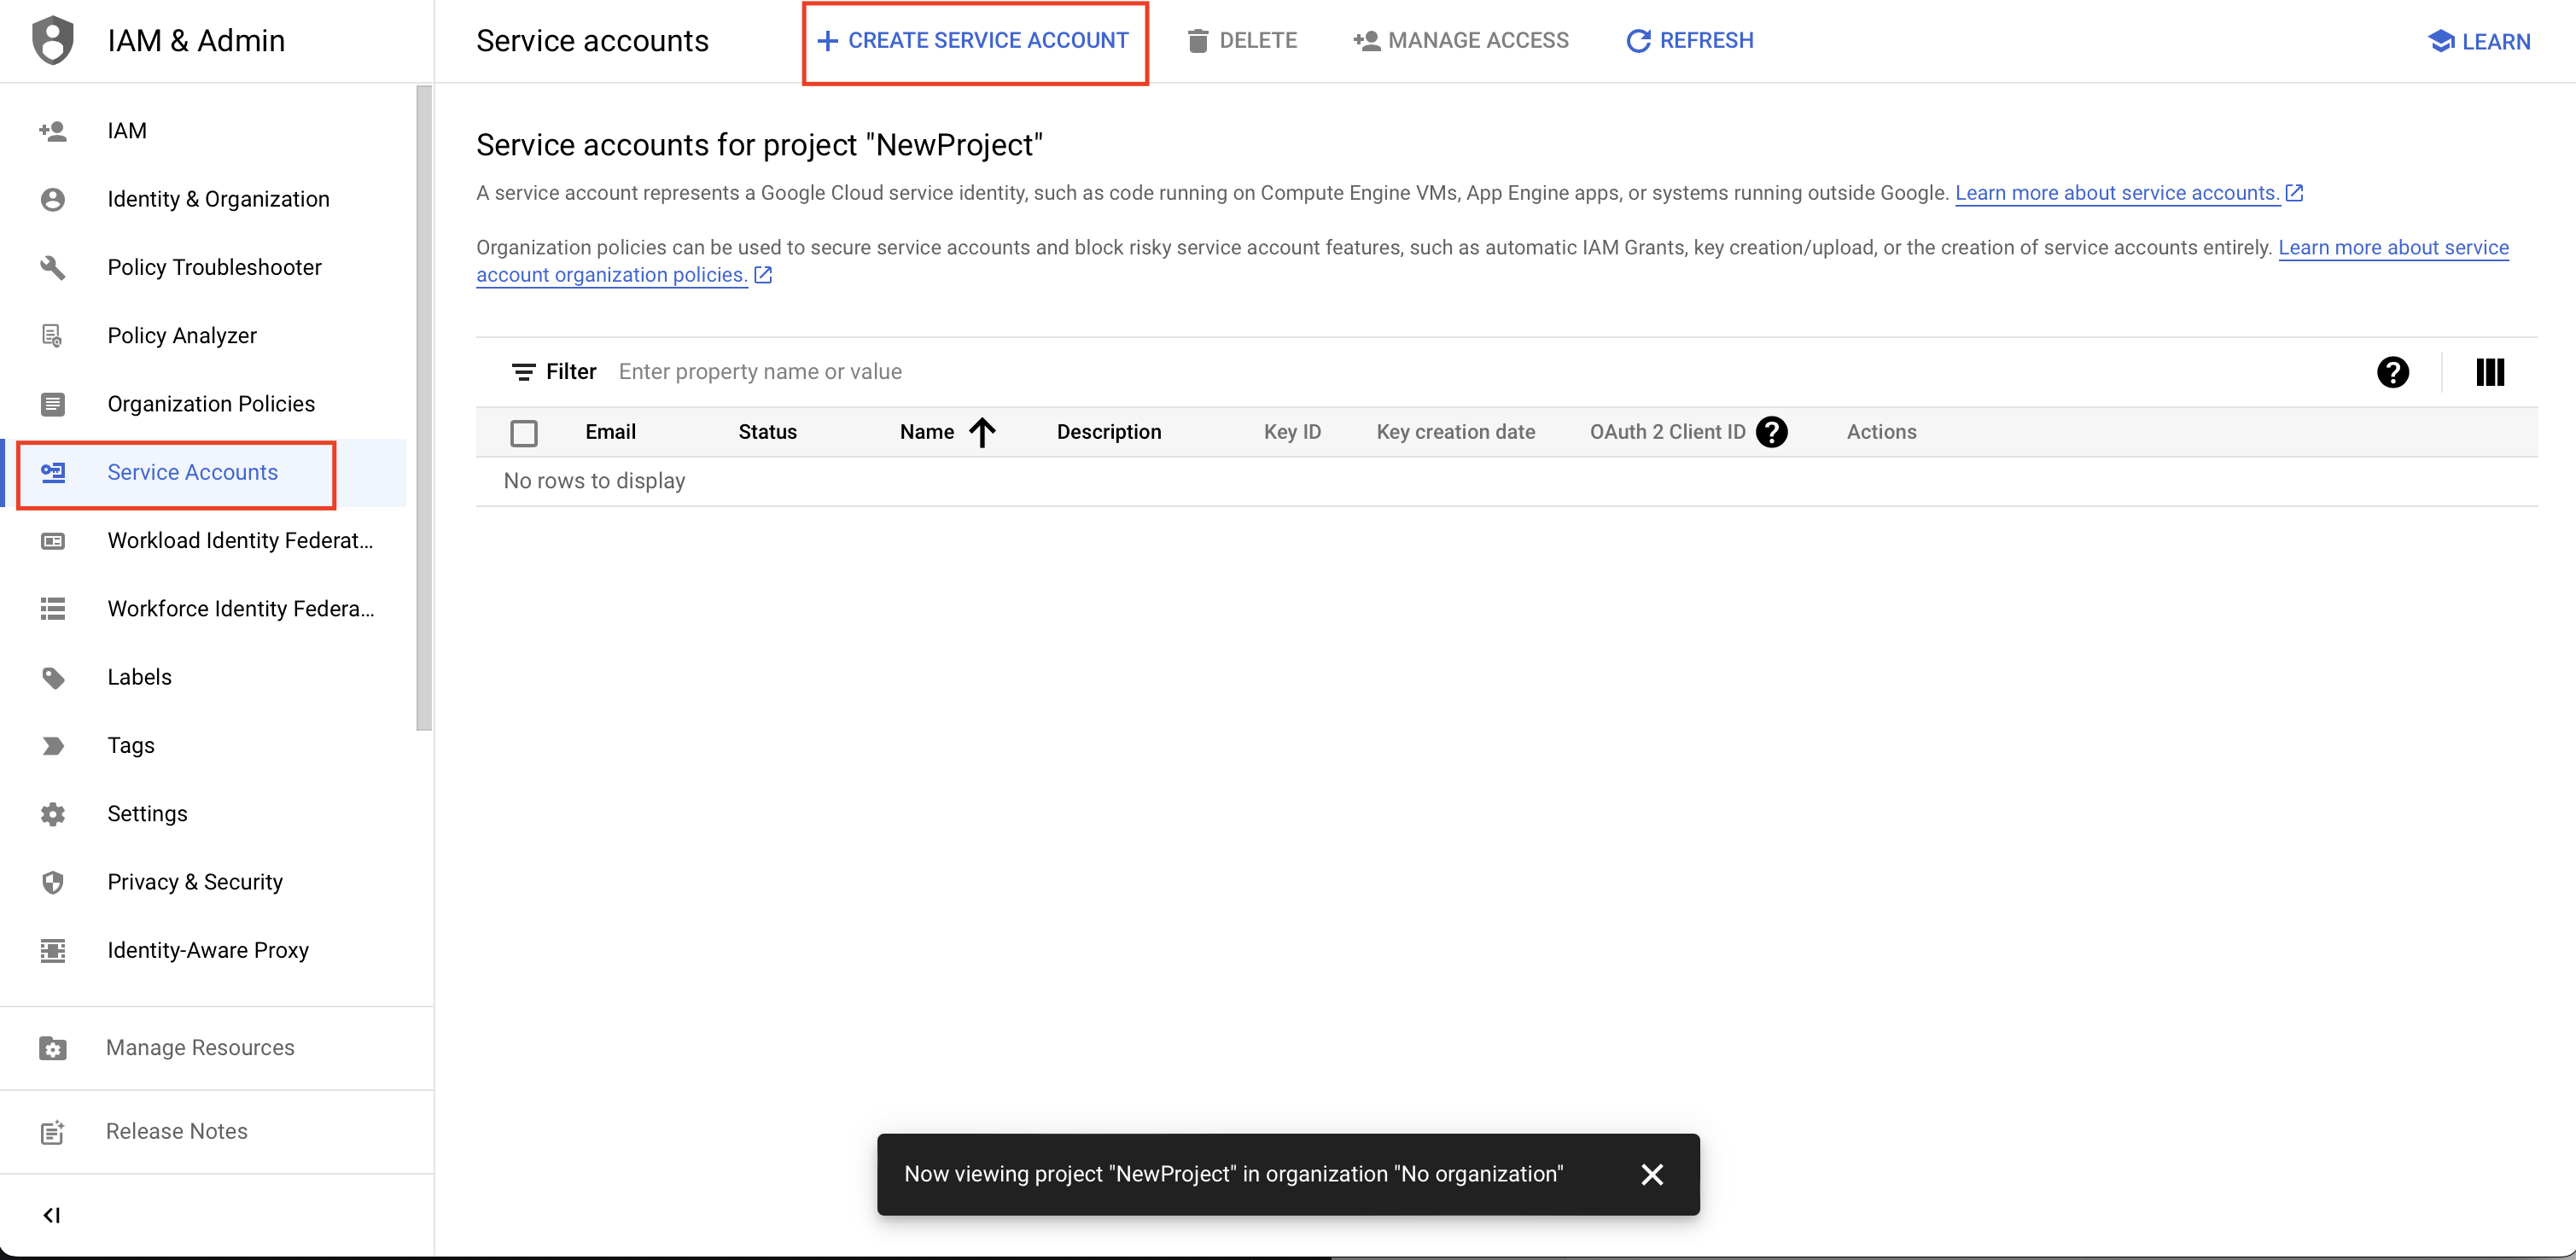 IAM & Admin
Service accounts
CREATE SERVICE ACCOUNT
DELETE
MANAGE ACCESS
REFRESH
LEARN
IAM
Identity & Organization
Policy Troubleshooter
Policy Analyzer
Organization Policies
Service Accounts
Workload Identity Federat...
Workforce Identity Federa...
Labels
Tags
Settings
Privacy & Security
Identity-Aware Proxy
Manage Resources
Release Notes
Service accounts for project "NewProject"
A service account represents a Google Cloud service identity, such as code running on Compute Engine VMs, App Engine apps, or systems running outside Google. Learn more about service accounts.
Organization policies can be used to secure service accounts and block risky service account features, such as automatic IAM Grants, key creation/upload, or the creation of service accounts entirely. Learn more about service
account organization policies.
Filter Enter property name or value
Email Status Name Description Key ID Key creation date OAuth 2 Client ID Actions
No rows to display
Now viewing project "NewProject" in organization "No organization"